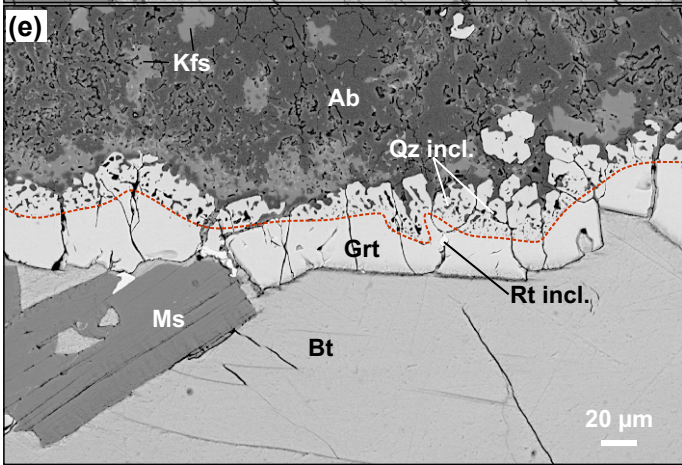 (e)
Kfs
Ab
Qz incl.
Grt
Rt incl.
Ms
Bt
20 µm